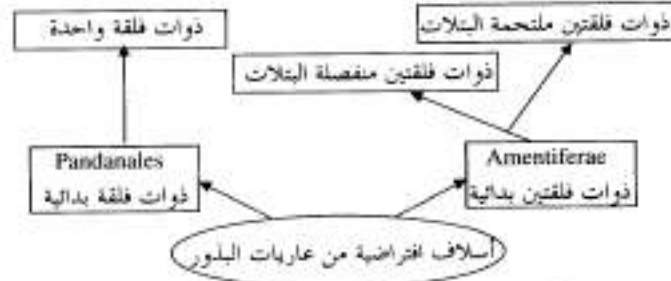 ذوات فلقتين ملتحمة البتلات
ذوات فلقة واحدة
ذوات فلقتين منفصلة البتلات
Amentiferae
ذوات فلقتين بدائية
Pandanales
ذوات فلقة بدائية
أسلاف افتراضية من عاريات البذور